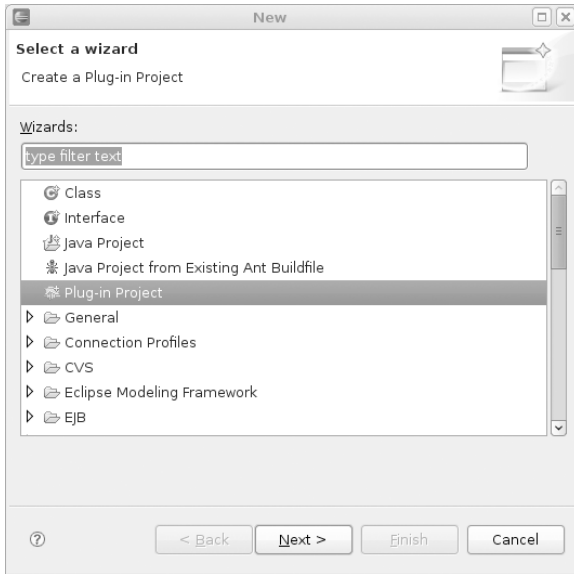 New
Select a wizard
Create a Plug-in Project
Wizards:
type filter text
Class
Interface
Java Project
Java Project from Existing Ant Buildfile
Plug-in Project
General
Connection Profiles
CVS
Eclipse Modeling Framework
EJB
? < Back Next > Finish Cancel